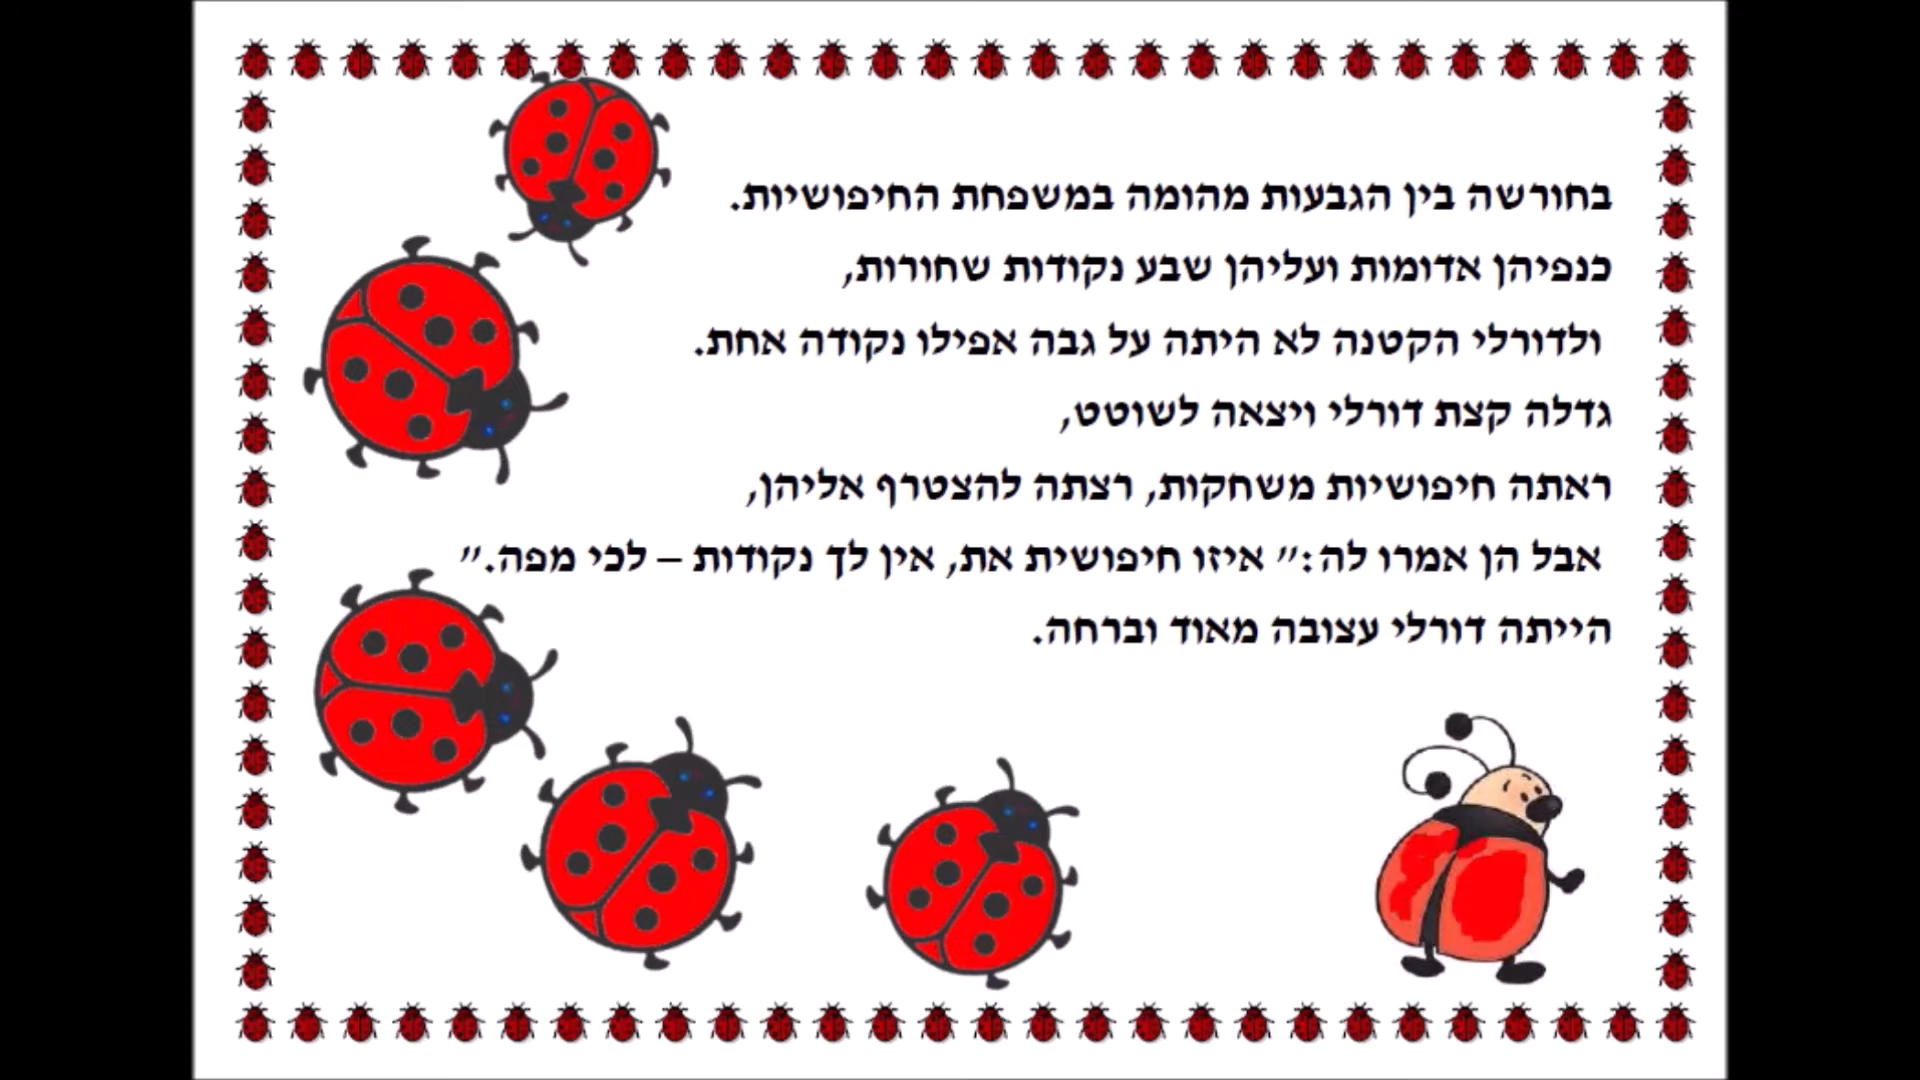 בחורשה בין הגבעות מהומה במשפחת החיפושיות.
כנפיהן אדומות ועליהן שבע נקודות שחורות,
ולדורלי הקטנה לא היתה על גבה אפילו נקודה אחת.
גדלה קצת דורלי ויצאה לשוטט,
ראתה חיפושיות משחקות, רצתה להצטרף אליהן,
אבל הן אמרו לה:״ איזו חיפושית את, אין לך נקודות – לכי מפה.״
הייתה דורלי עצובה מאוד וברחה.